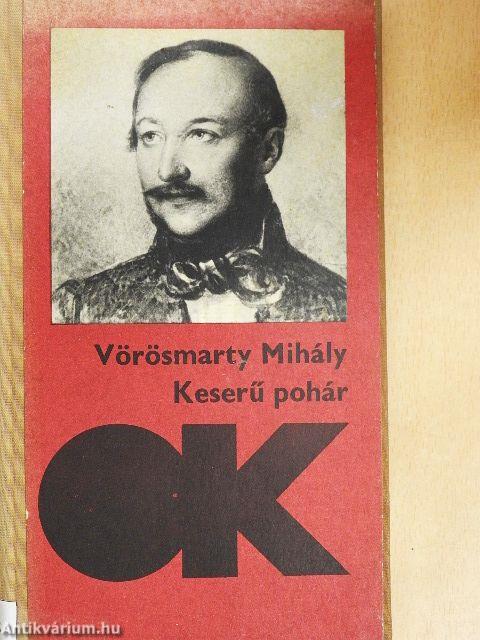 Vörösmarty Mihály
Keserű pohár
OK
Antikvárium.hu